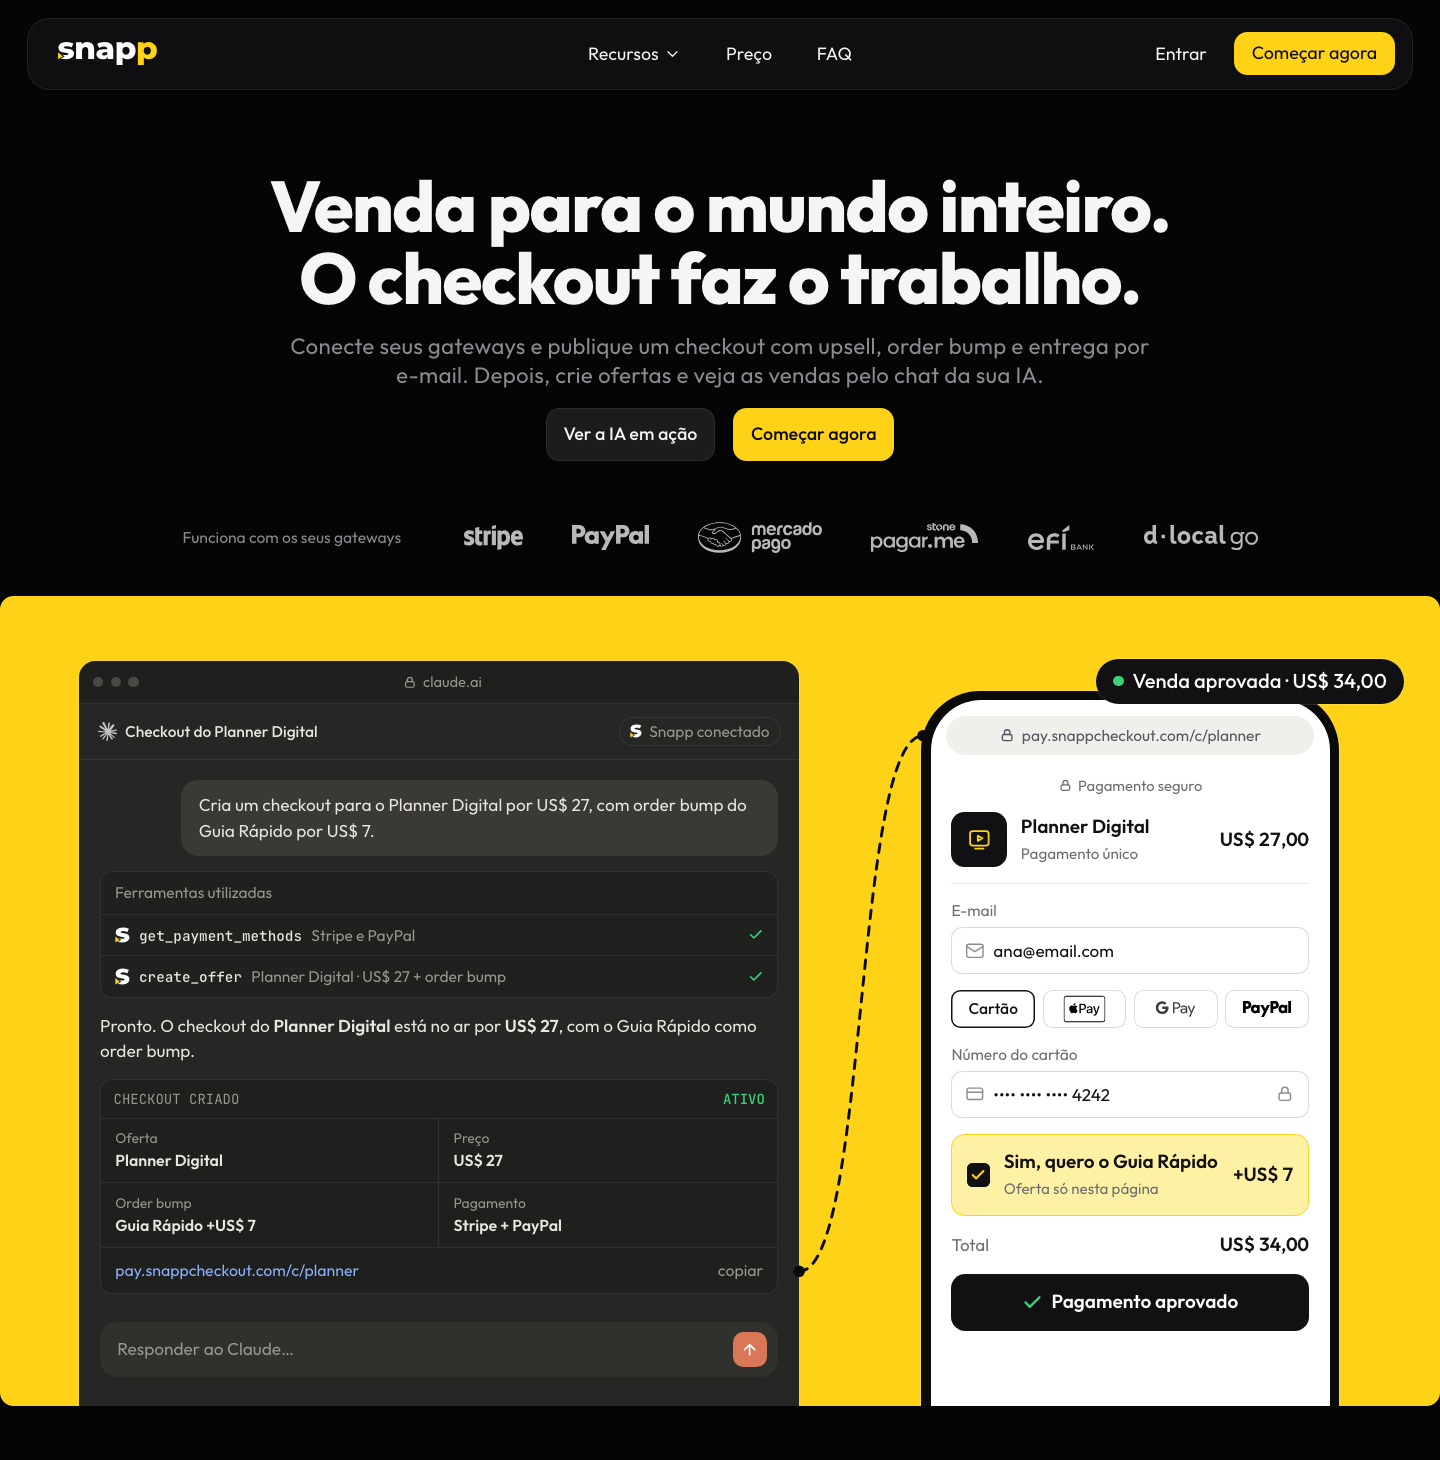 snapp
Recursos
Preço
FAQ
Entrar
Começar agora
Venda para o mundo inteiro.
O checkout faz o trabalho.
Conecte seus gateways e publique um checkout com upsell, order bump e entrega por
e-mail. Depois, crie ofertas e veja as vendas pelo chat da sua IA.
Ver a IA em ação
Começar agora
Funciona com os seus gateways
stripe
PayPal
mercado
pago
stone
pagar.me
efí BANK
d·local go
claude.ai
Checkout do Planner Digital
Snapp conectado
Cria um checkout para o Planner Digital por US$ 27, com order bump do
Guia Rápido por US$ 7.
Ferramentas utilizadas
get_payment_methods Stripe e PayPal
create_offer Planner Digital · US$ 27 + order bump
Pronto. O checkout do Planner Digital está no ar por US$ 27, com o Guia Rápido como
order bump.
CHECKOUT CRIADO
ATIVO
Oferta
Planner Digital
Preço
US$ 27
Order bump
Guia Rápido +US$ 7
Pagamento
Stripe + PayPal
pay.snappcheckout.com/c/planner
copiar
Responder ao Claude...
Venda aprovada · US$ 34,00
pay.snappcheckout.com/c/planner
Pagamento seguro
Planner Digital
Pagamento único
US$ 27,00
E-mail
ana@email.com
Cartão
Pay
G Pay
PayPal
Número do cartão
•••• •••• •••• 4242
Sim, quero o Guia Rápido
Oferta só nesta página
+US$ 7
Total
US$ 34,00
Pagamento aprovado